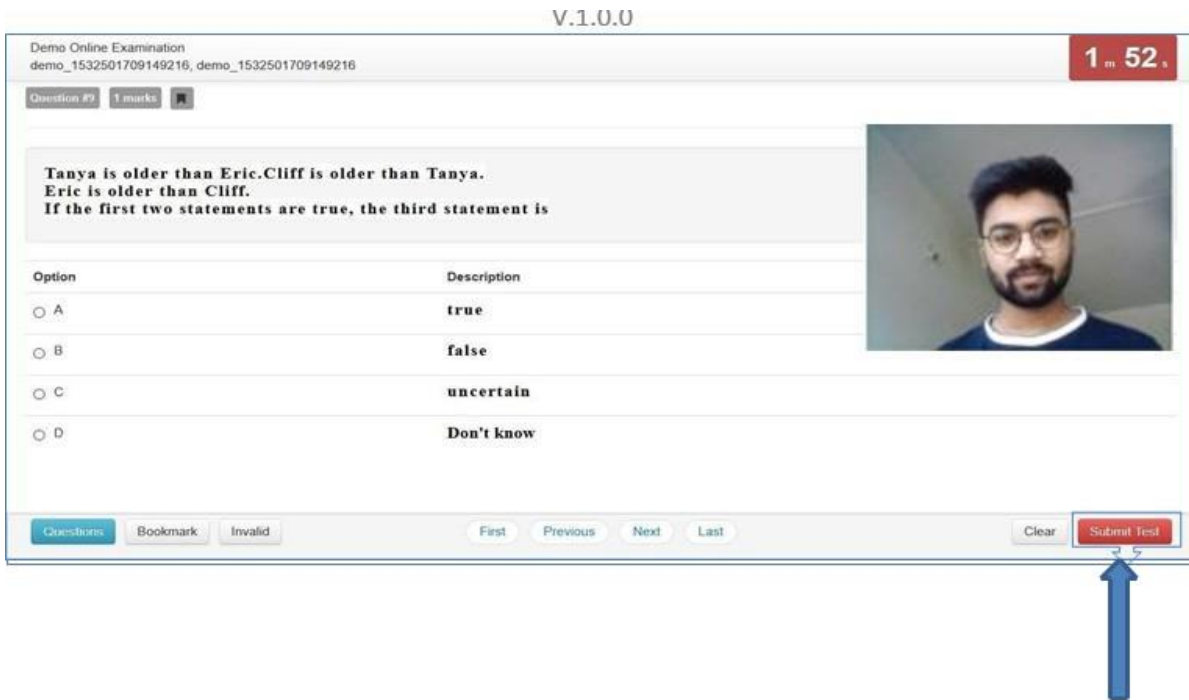 V.1.0.0
Demo Online Examination
demo_1532501709149216, demo_1532501709149216
1 m 52 s
Question #9 1 marks
Tanya is older than Eric.Cliff is older than Tanya.
Eric is older than Cliff.
If the first two statements are true, the third statement is
Option Description
A true
B false
C uncertain
D Don't know
Questions Bookmark Invalid First Previous Next Last Clear Submit Test